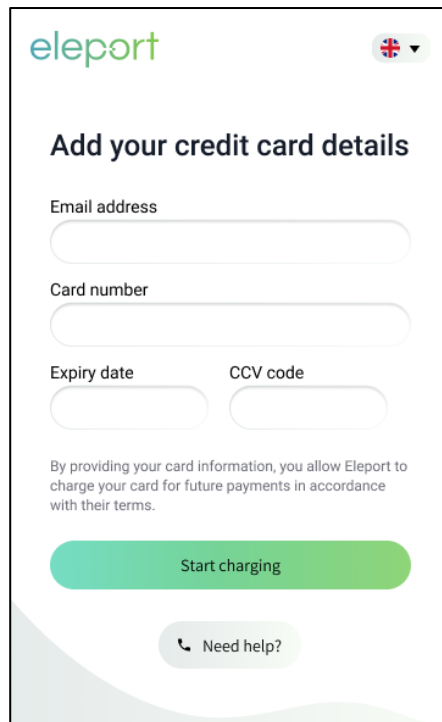 eleport
Add your credit card details
Email address
Card number
Expiry date
CCV code
By providing your card information, you allow Eleport to
charge your card for future payments in accordance
with their terms.
Start charging
Need help?